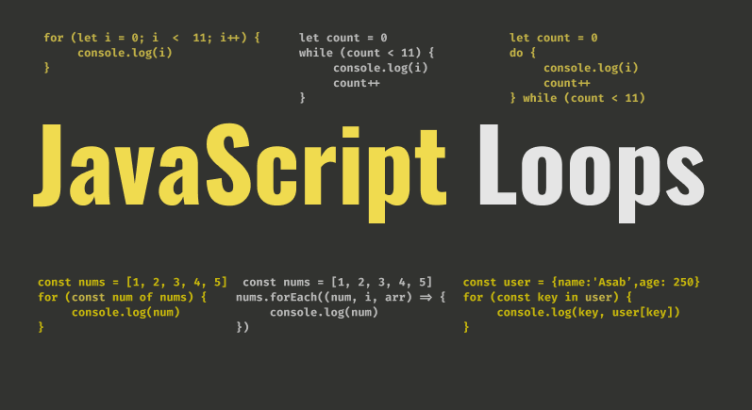 for (let i = 0; i < 11; i++) {
console.log(i)
}
let count = 0
while (count < 11) {
console.log(i)
count++
}
let count = 0
do {
console.log(i)
count++
} while (count < 11)
JavaScript Loops
const nums = [1, 2, 3, 4, 5]
for (const num of nums) {
console.log(num)
}
const nums = [1, 2, 3, 4, 5]
nums.forEach((num, i, arr) => {
console.log(num)
})
const user = {name:'Asab',age: 250}
for (const key in user) {
console.log(key, user[key])
}